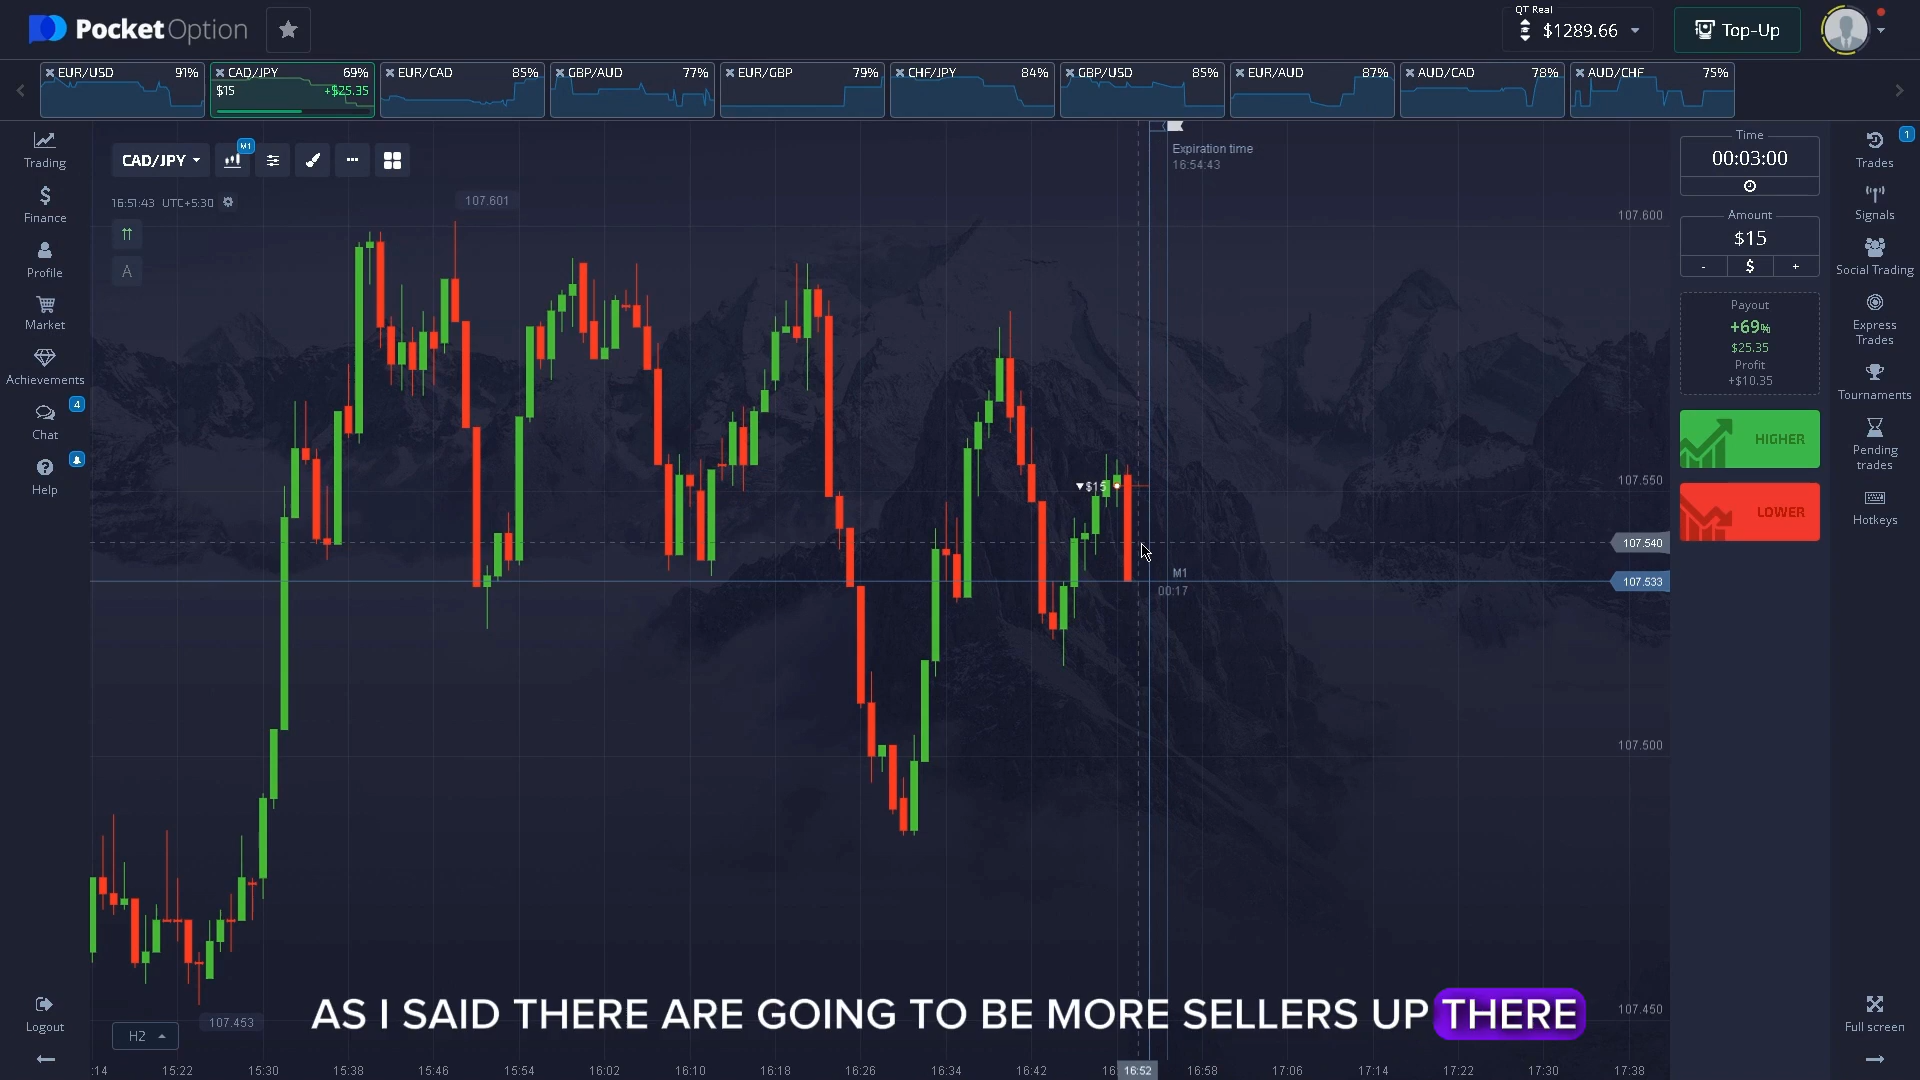 PocketOption
QT Real
$1289.66
Top-Up
EUR/USD 91%
CAD/JPY 69%
$15 +$25.35
EUR/CAD 85%
GBP/AUD 77%
EUR/GBP 79%
CHF/JPY 84%
GBP/USD 85%
EUR/AUD 87%
AUD/CAD 78%
AUD/CHF 75%
Trading
Finance
Profile
Market
Achievements
4
Chat
Help
Logout
CAD/JPY
M1
16:51:43 UTC+5:30
A
107.601
Expiration time
16:54:43
107.600
107.550
107.540
107.533
107.500
107.450
$15
M1
00:17
107.453
H2
AS I SAID THERE ARE GOING TO BE MORE SELLERS UP THERE
:14 15:22 15:30 15:38 15:46 15:54 16:02 16:10 16:18 16:26 16:34 16:42 16:52 16:58 17:06 17:14 17:22 17:30 17:38
Time
00:03:00
Amount
$15
- $ +
Payout
+69%
$25.35
Profit
+$10.35
HIGHER
LOWER
1
Trades
Signals
Social Trading
Express
Trades
Tournaments
Pending
trades
Hotkeys
Full screen